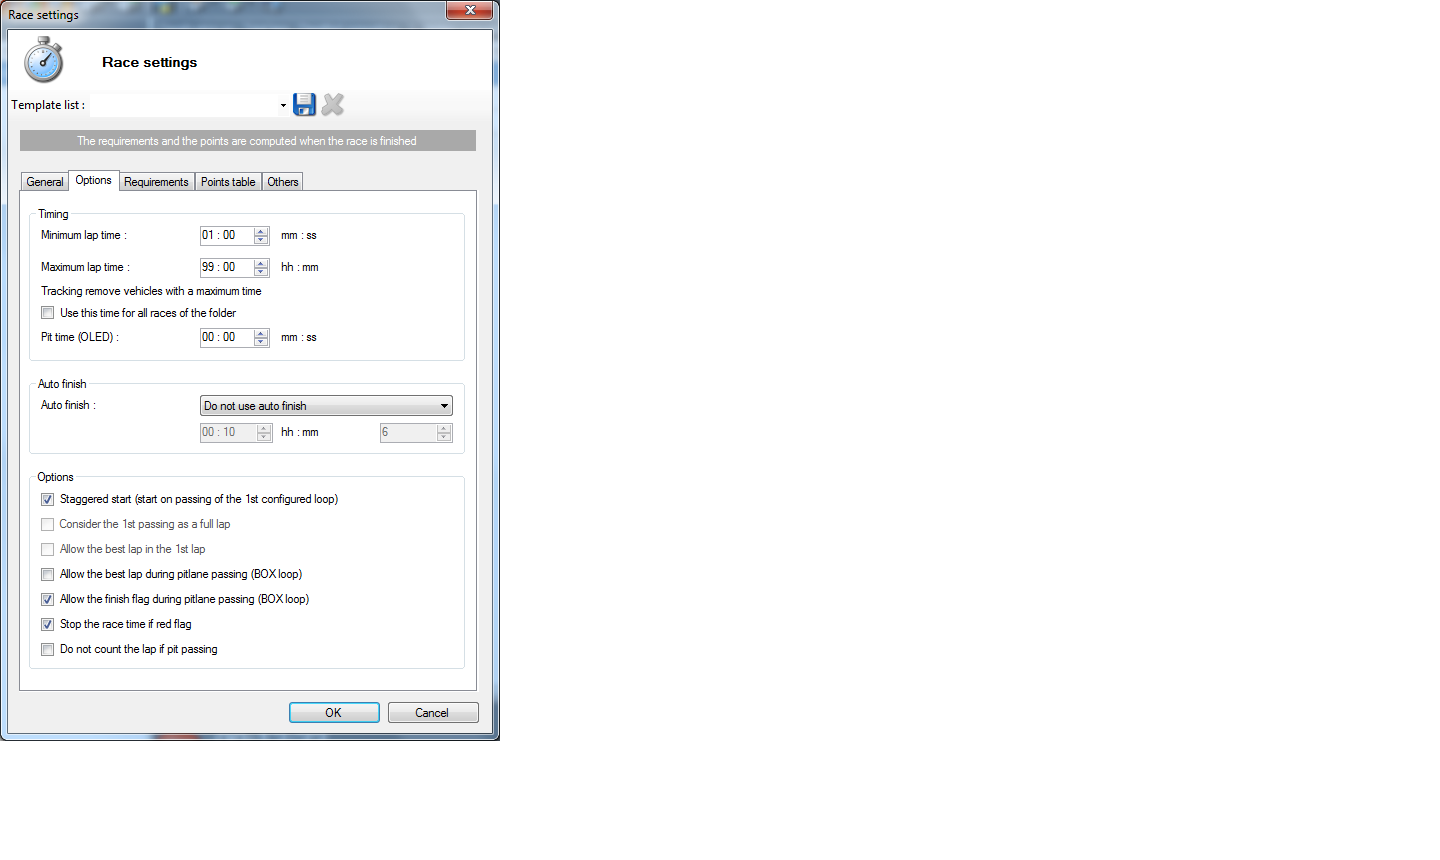 Race settings
Race settings
Template list :
The requirements and the points are computed when the race is finished
General Options Requirements Points table Others
Timing
Minimum lap time : 01 : 00 mm : ss
Maximum lap time : 99 : 00 hh : mm
Tracking remove vehicles with a maximum time
Use this time for all races of the folder
Pit time (OLED) : 00 : 00 mm : ss
Auto finish
Auto finish : Do not use auto finish
00 : 10 hh : mm 6
Options
Staggered start (start on passing of the 1st configured loop)
Consider the 1st passing as a full lap
Allow the best lap in the 1st lap
Allow the best lap during pitlane passing (BOX loop)
Allow the finish flag during pitlane passing (BOX loop)
Stop the race time if red flag
Do not count the lap if pit passing
OK Cancel